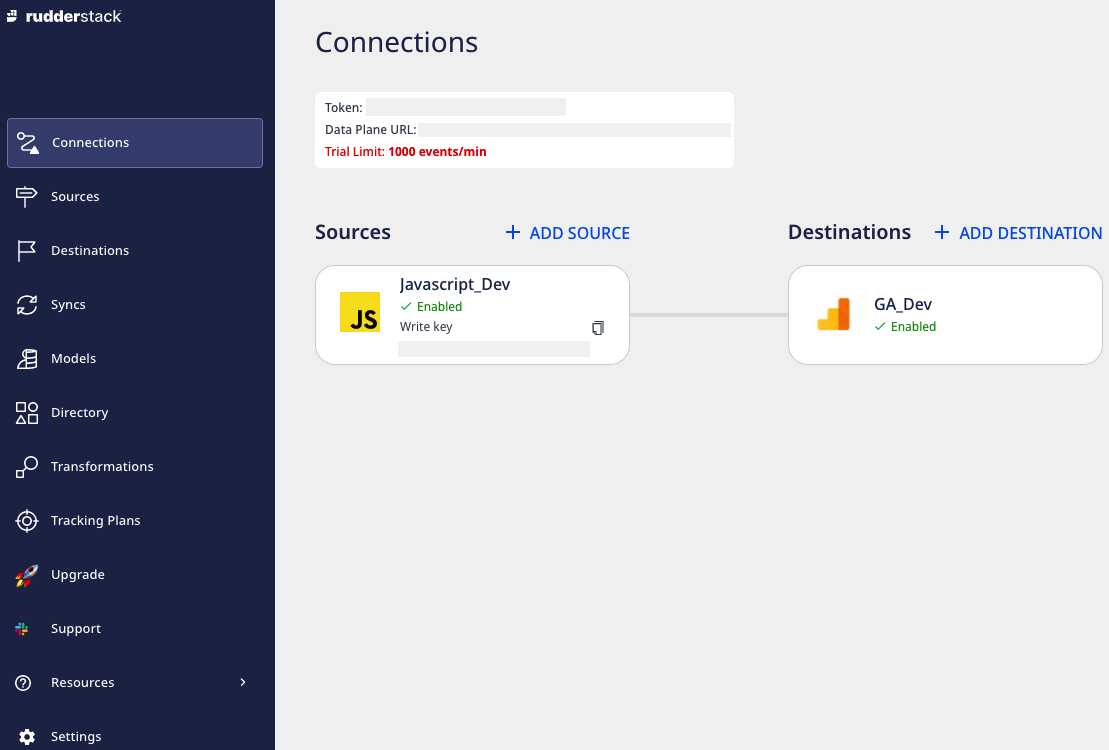 rudderstack
Connections
Sources
Destinations
Syncs
Models
Directory
Transformations
Tracking Plans
Upgrade
Support
Resources
Settings
Connections
Token:
Data Plane URL:
Trial Limit: 1000 events/min
Sources
+ ADD SOURCE
Destinations
+ ADD DESTINATION
JS
Javascript_Dev
Enabled
Write key
GA_Dev
Enabled